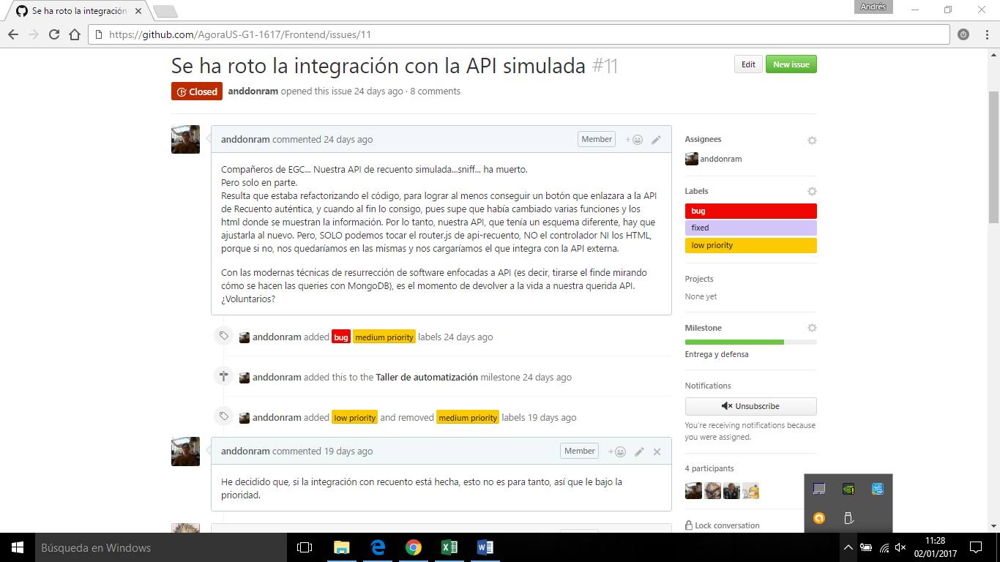 Se ha roto la integración
Andrés
https://github.com/AgoraUS-G1-1617/Frontend/issues/11
Se ha roto la integración con la API simulada #11
Edit
New issue
Closed
anddonram opened this issue 24 days ago · 8 comments
anddonram commented 24 days ago
Member
Compañeros de EGC... Nuestra API de recuento simulada...sniff... ha muerto.
Pero solo en parte.
Resulta que estaba refactorizando el código, para lograr al menos conseguir un botón que enlazara a la API
de Recuento auténtica, y cuando al fin lo consigo, pues supe que había cambiado varias funciones y los
html donde se muestran la información. Por lo tanto, nuestra API, que tenía un esquema diferente, hay que
ajustarla al nuevo. Pero, SOLO podemos tocar el router.js de api-recuento, NO el controlador NI los HTML,
porque si no, nos quedaríamos en las mismas y nos cargaríamos el que integra con la API externa.
Con las modernas técnicas de resurrección de software enfocadas a API (es decir, tirarse el finde mirando
cómo se hacen las queries con MongoDB), es el momento de devolver a la vida a nuestra querida API.
¿Voluntarios?
anddonram added bug medium priority labels 24 days ago
anddonram added this to the Taller de automatización milestone 24 days ago
anddonram added low priority and removed medium priority labels 19 days ago
anddonram commented 19 days ago
Member
He decidido que, si la integración con recuento está hecha, esto no es para tanto, así que le bajo la
prioridad.
Assignees
anddonram
Labels
bug
fixed
low priority
Projects
None yet
Milestone
Entrega y defensa
Notifications
Unsubscribe
You're receiving notifications because
you were assigned.
4 participants
Lock conversation
Búsqueda en Windows
11:28
02/01/2017